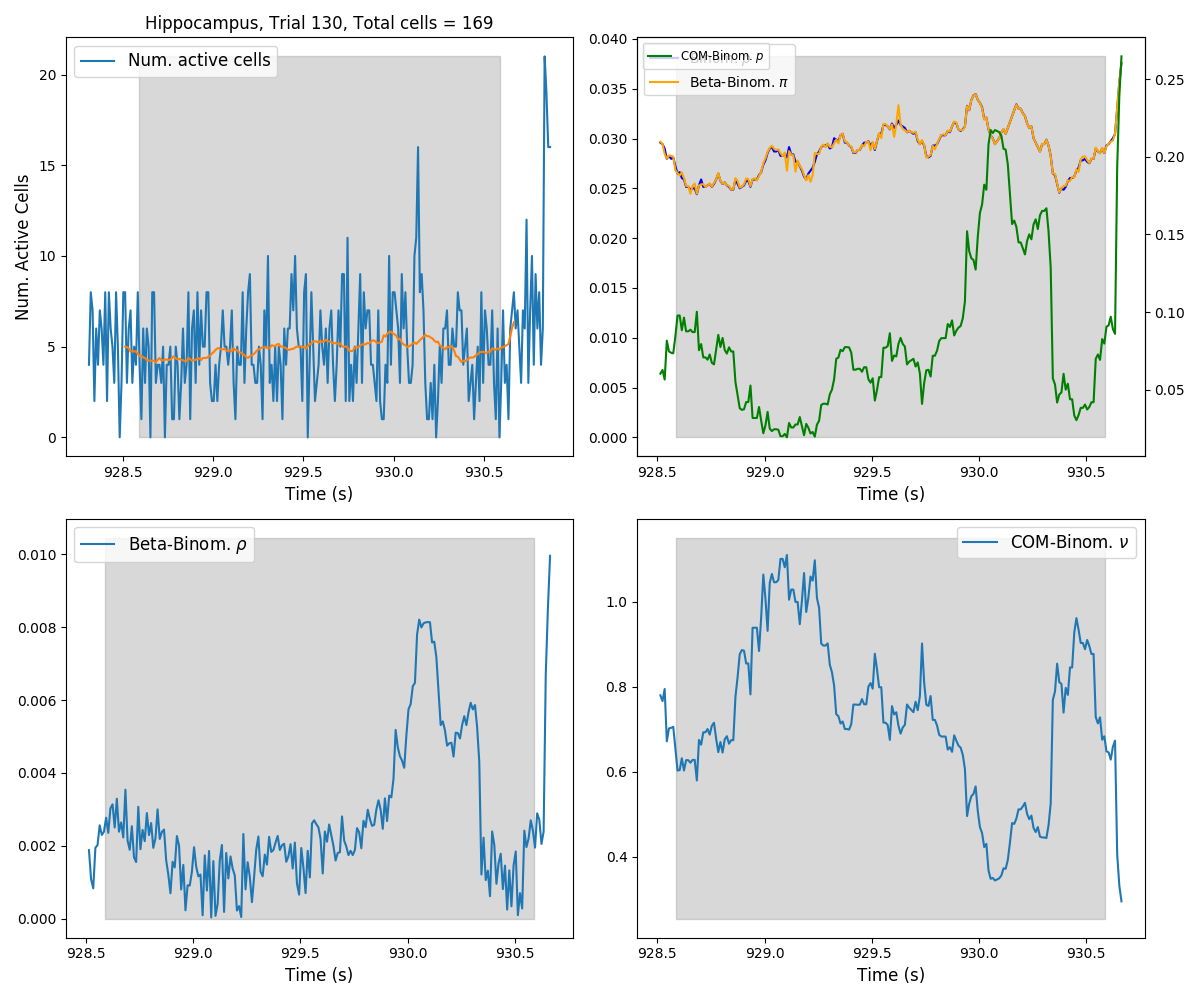 Hippocampus, Trial 130, Total cells = 169
Num. active cells
Num. Active Cells
20
15
10
5
0
928.5 929.0 929.5 930.0 930.5
Time (s)
COM-Binom. p
Beta-Binom. π
0.040
0.035
0.030
0.025
0.020
0.015
0.010
0.005
0.000
0.25
0.20
0.15
0.10
0.05
928.5 929.0 929.5 930.0 930.5
Time (s)
Beta-Binom. ρ
0.010
0.008
0.006
0.004
0.002
0.000
928.5 929.0 929.5 930.0 930.5
Time (s)
COM-Binom. ν
1.0
0.8
0.6
0.4
928.5 929.0 929.5 930.0 930.5
Time (s)